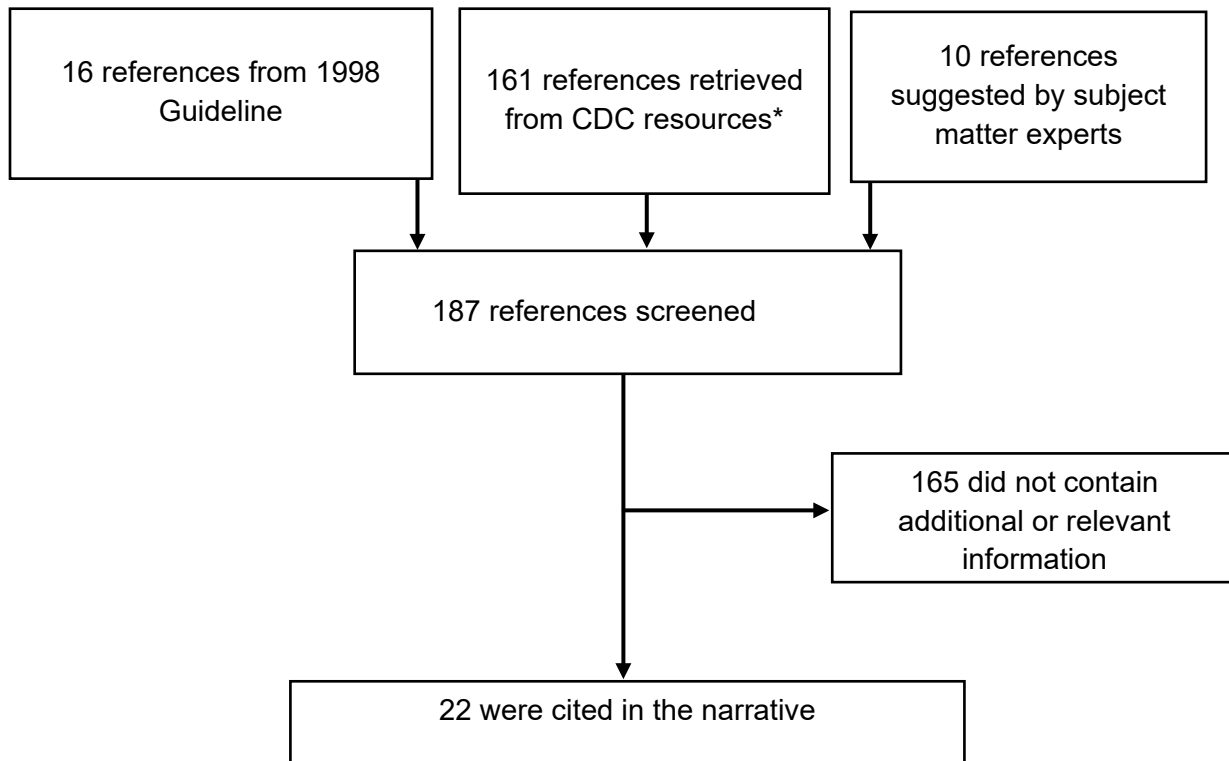 16 references from 1998
Guideline
161 references retrieved
from CDC resources*
10 references
suggested by subject
matter experts
187 references screened
165 did not contain
additional or relevant
information
22 were cited in the narrative